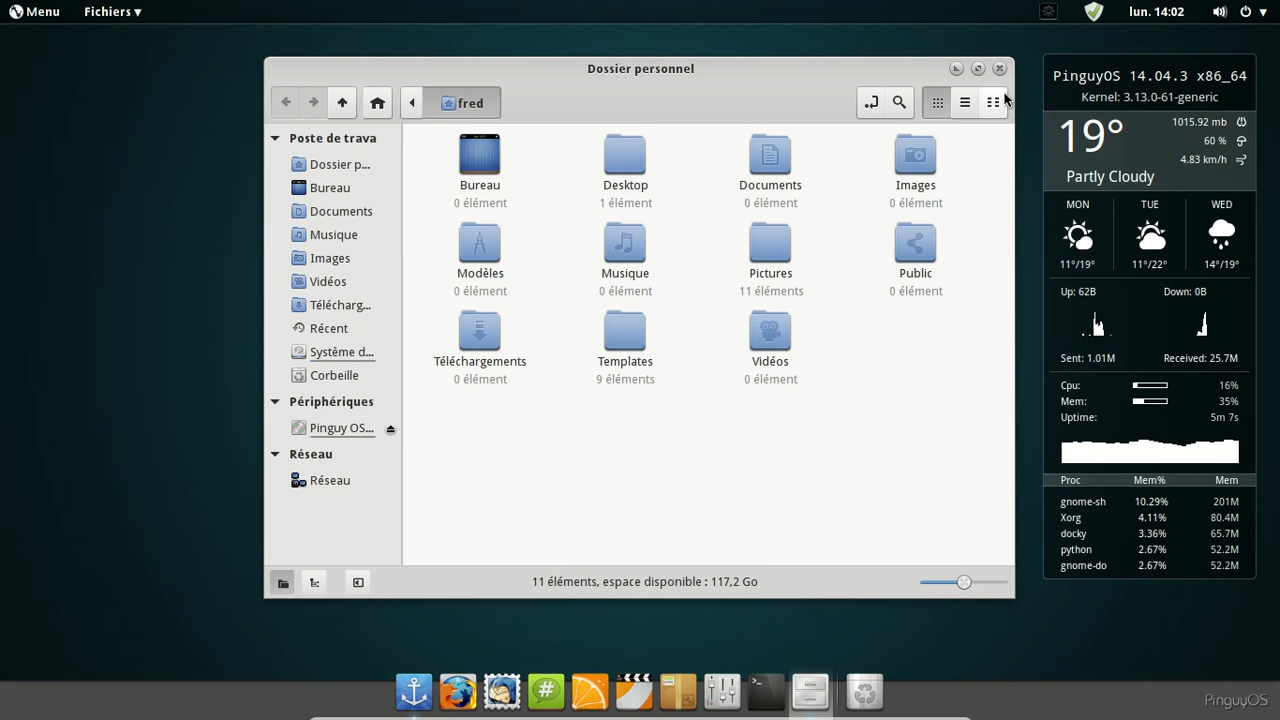 Menu
Fichiers ▾
lun. 14:02
Dossier personnel
fred
Poste de trava
Dossier p...
Bureau
Documents
Musique
Images
Vidéos
Télécharg...
Récent
Système d...
Corbeille
Périphériques
Pinguy OS...
Réseau
Réseau
Bureau
0 élément
Desktop
1 élément
Documents
0 élément
Images
0 élément
Modèles
0 élément
Musique
0 élément
Pictures
11 éléments
Public
0 élément
Téléchargements
0 élément
Templates
9 éléments
Vidéos
0 élément
11 éléments, espace disponible : 117,2 Go
PinguyOS 14.04.3 x86_64
Kernel: 3.13.0-61-generic
19°
1015.92 mb
60 %
4.83 km/h
Partly Cloudy
MON TUE WED
11°/19° 11°/22° 14°/19°
Up: 62B Down: 0B
Sent: 1.01M Received: 25.7M
Cpu: 16%
Mem: 35%
Uptime: 5m 7s
Proc Mem% Mem
gnome-sh 10.29% 201M
Xorg 4.11% 80.4M
docky 3.36% 65.7M
python 2.67% 52.2M
gnome-do 2.67% 52.2M
#
>_
PinguyOS